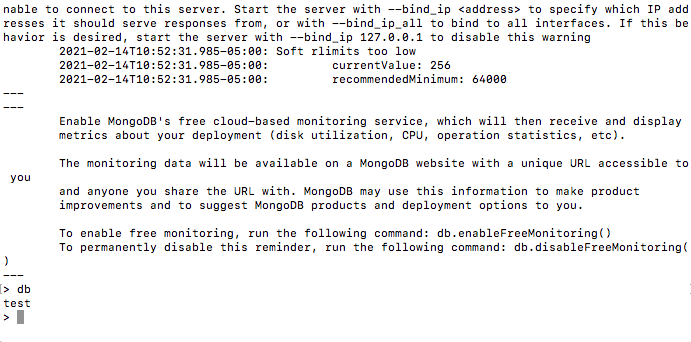 nable to connect to this server. Start the server with --bind_ip <address> to specify which IP add
resses it should serve responses from, or with --bind_ip_all to bind to all interfaces. If this be
havior is desired, start the server with --bind_ip 127.0.0.1 to disable this warning
2021-02-14T10:52:31.985-05:00: Soft rlimits too low
2021-02-14T10:52:31.985-05:00:         currentValue: 256
2021-02-14T10:52:31.985-05:00:         recommendedMinimum: 64000
---
---
Enable MongoDB's free cloud-based monitoring service, which will then receive and display
metrics about your deployment (disk utilization, CPU, operation statistics, etc).
The monitoring data will be available on a MongoDB website with a unique URL accessible to
you
and anyone you share the URL with. MongoDB may use this information to make product
improvements and to suggest MongoDB products and deployment options to you.
To enable free monitoring, run the following command: db.enableFreeMonitoring()
To permanently disable this reminder, run the following command: db.disableFreeMonitoring(
)
---
[> db
test
>